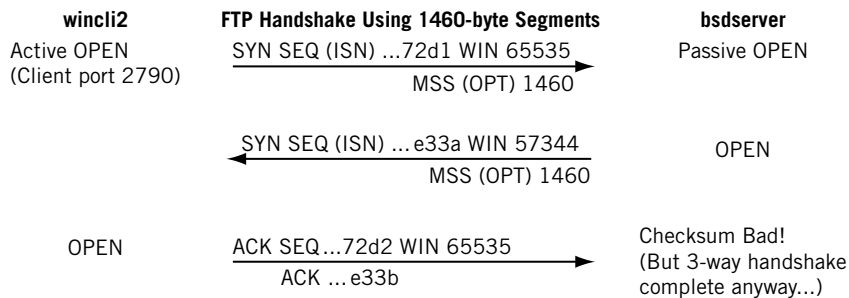 wincli2
FTP Handshake Using 1460-byte Segments
bsdserver
Active OPEN
(Client port 2790)
SYN SEQ (ISN) ...72d1 WIN 65535
MSS (OPT) 1460
Passive OPEN
SYN SEQ (ISN) ...e33a WIN 57344
MSS (OPT) 1460
OPEN
OPEN
ACK SEQ...72d2 WIN 65535
ACK ...e33b
Checksum Bad!
(But 3-way handshake
complete anyway...)